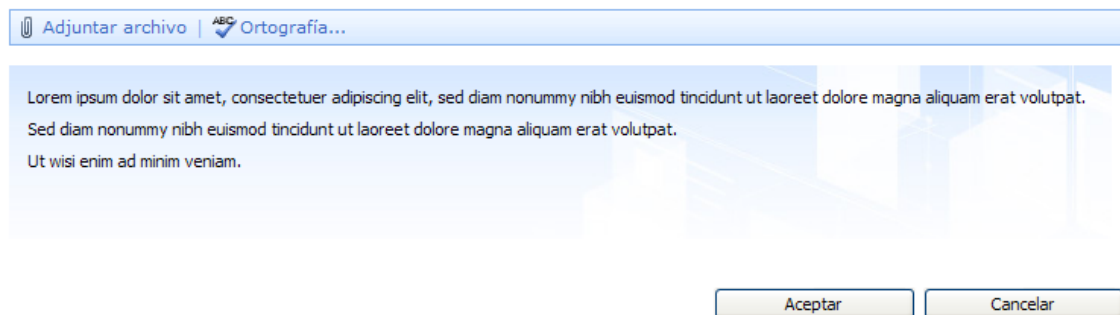 Adjuntar archivo | ABC Ortografía...
Lorem ipsum dolor sit amet, consectetuer adipiscing elit, sed diam nonummy nibh euismod tincidunt ut laoreet dolore magna aliquam erat volutpat.
Sed diam nonummy nibh euismod tincidunt ut laoreet dolore magna aliquam erat volutpat.
Ut wisi enim ad minim veniam.
Aceptar Cancelar